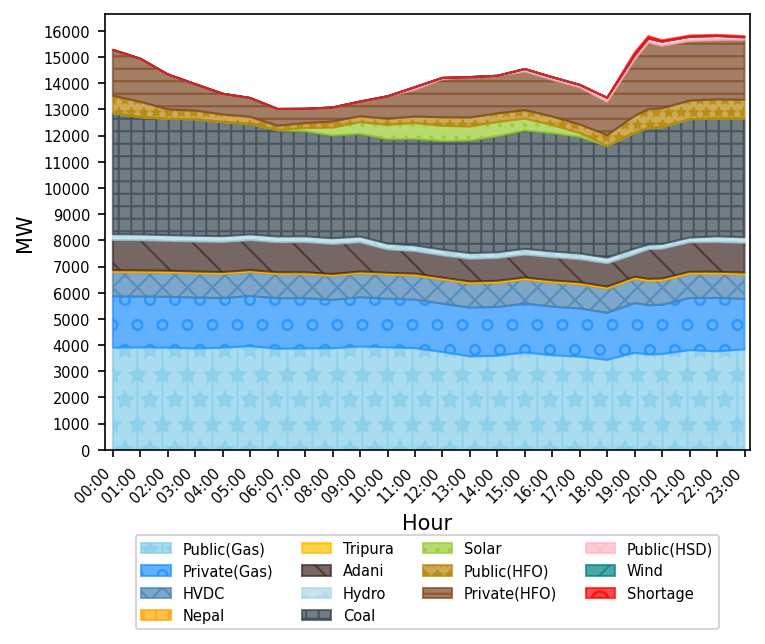 16000
15000
14000
13000
12000
11000
10000
9000
8000
7000
6000
5000
4000
3000
2000
1000
0
MW
00:00 01:00 02:00 03:00 04:00 05:00 06:00 07:00 08:00 09:00 10:00 11:00 12:00 13:00 14:00 15:00 16:00 17:00 18:00 19:00 20:00 21:00 22:00 23:00
Hour
Public(Gas) Tripura Solar Public(HSD)
Private(Gas) Adani Public(HFO) Wind
HVDC Hydro Private(HFO) Shortage
Nepal Coal